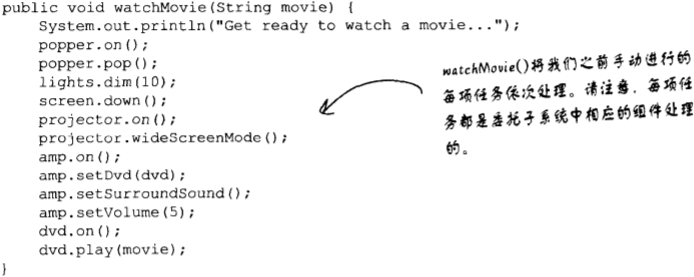 public void watchMovie(String movie) {
System.out.println("Get ready to watch a movie...");
popper.on();
popper.pop();
lights.dim(10);
screen.down();
projector.on();
projector.wideScreenMode();
amp.on();
amp.setDvd(dvd);
amp.setSurroundSound();
amp.setVolume(5);
dvd.on();
dvd.play(movie);
}
watchMovie()将我们之前手动进行的
每项任务依次处理。请注意，每项任
务都是委托子系统中相应的组件处理
的。